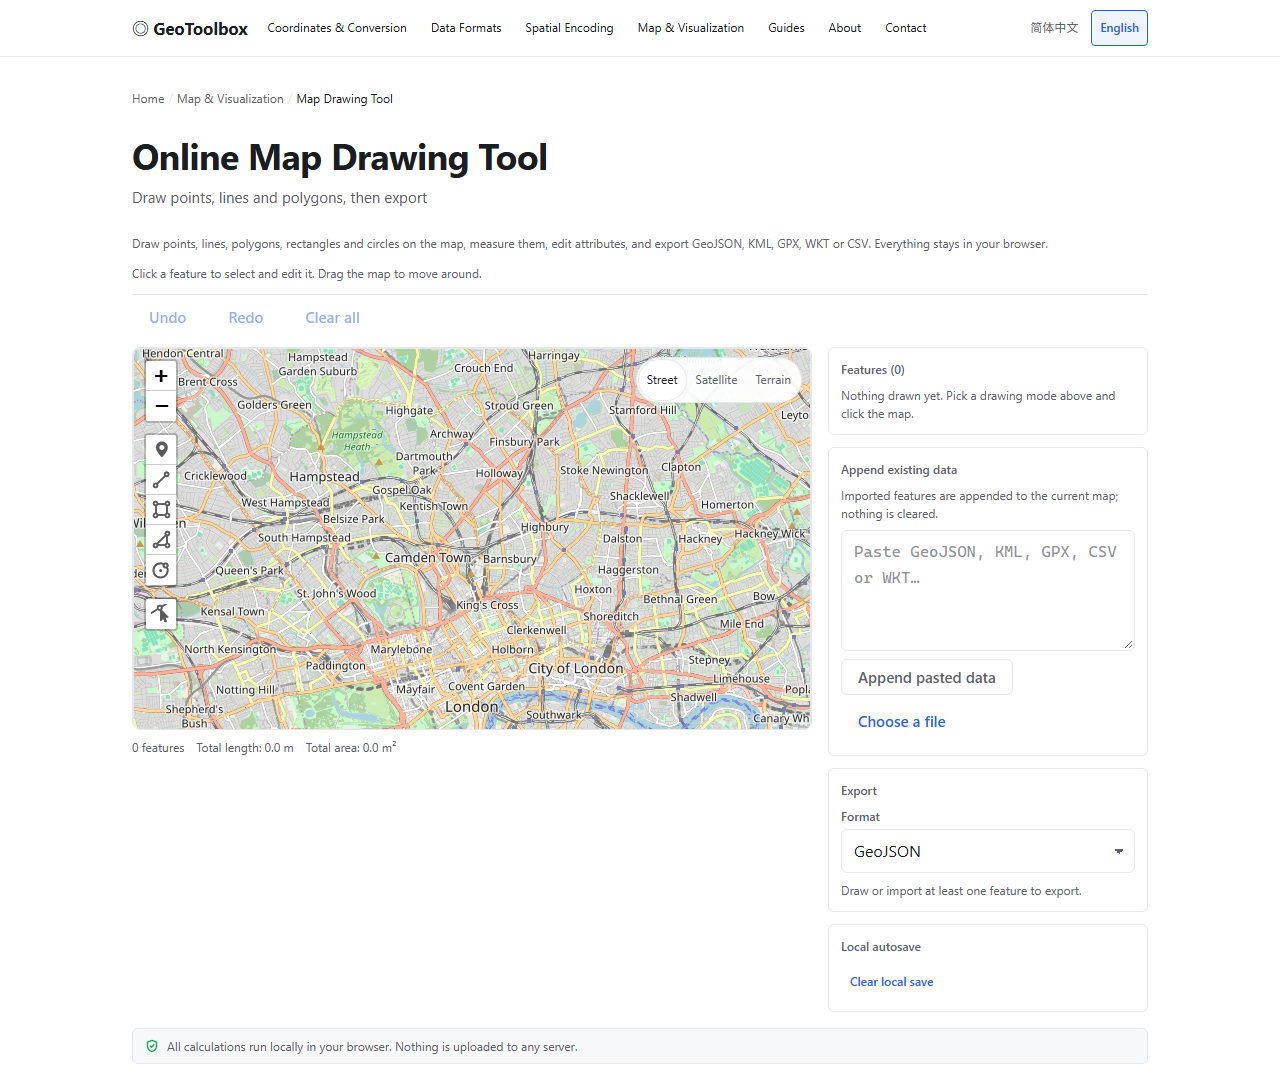 GeoToolbox
Coordinates & Conversion
Data Formats
Spatial Encoding
Map & Visualization
Guides
About
Contact
简体中文
English
Home / Map & Visualization / Map Drawing Tool
Online Map Drawing Tool
Draw points, lines and polygons, then export
Draw points, lines, polygons, rectangles and circles on the map, measure them, edit attributes, and export GeoJSON, KML, GPX, WKT or CSV. Everything stays in your browser.
Click a feature to select and edit it. Drag the map to move around.
Undo
Redo
Clear all
+
−
Street
Satellite
Terrain
Hendon Central
Hampstead
Garden Suburb
Harringay
Crouch End
Brent Cross
Golders Green
Highgate
Stroud Green
Stamford Hill
Leyto
Hampstead
Heath
Archway
Finsbury Park
Dartmouth
Park
Cricklewood
Hampstead
Holloway
Stoke Newington
Clapton
Gospel Oak
West Hampstead
Kentish Town
Shacklewell
Homerton
Belsize Park
Highbury
South Hampstead
Dalston
Hackney
Hackney Wick
Camden Town
Barnsbury
Queen's Park
Haggerston
St. John's Wood
Hoxton
Bethnal Green
Bow
Kensal Town
King's Cross
Shoreditch
Mile End
Clerkenwell
North Kensington
Marylebone
Holborn
Paddington
City of London
Stepney
Limehouse
Notting Hill
Mayfair
Covent Garden
Popl
Shadwell
Shepherd's
Bush
London
Southwark
Canary Wh
0 features
Total length: 0.0 m
Total area: 0.0 m²
Features (0)
Nothing drawn yet. Pick a drawing mode above and
click the map.
Append existing data
Imported features are appended to the current map;
nothing is cleared.
Paste GeoJSON, KML, GPX, CSV
or WKT…
Append pasted data
Choose a file
Export
Format
GeoJSON
Draw or import at least one feature to export.
Local autosave
Clear local save
All calculations run locally in your browser. Nothing is uploaded to any server.